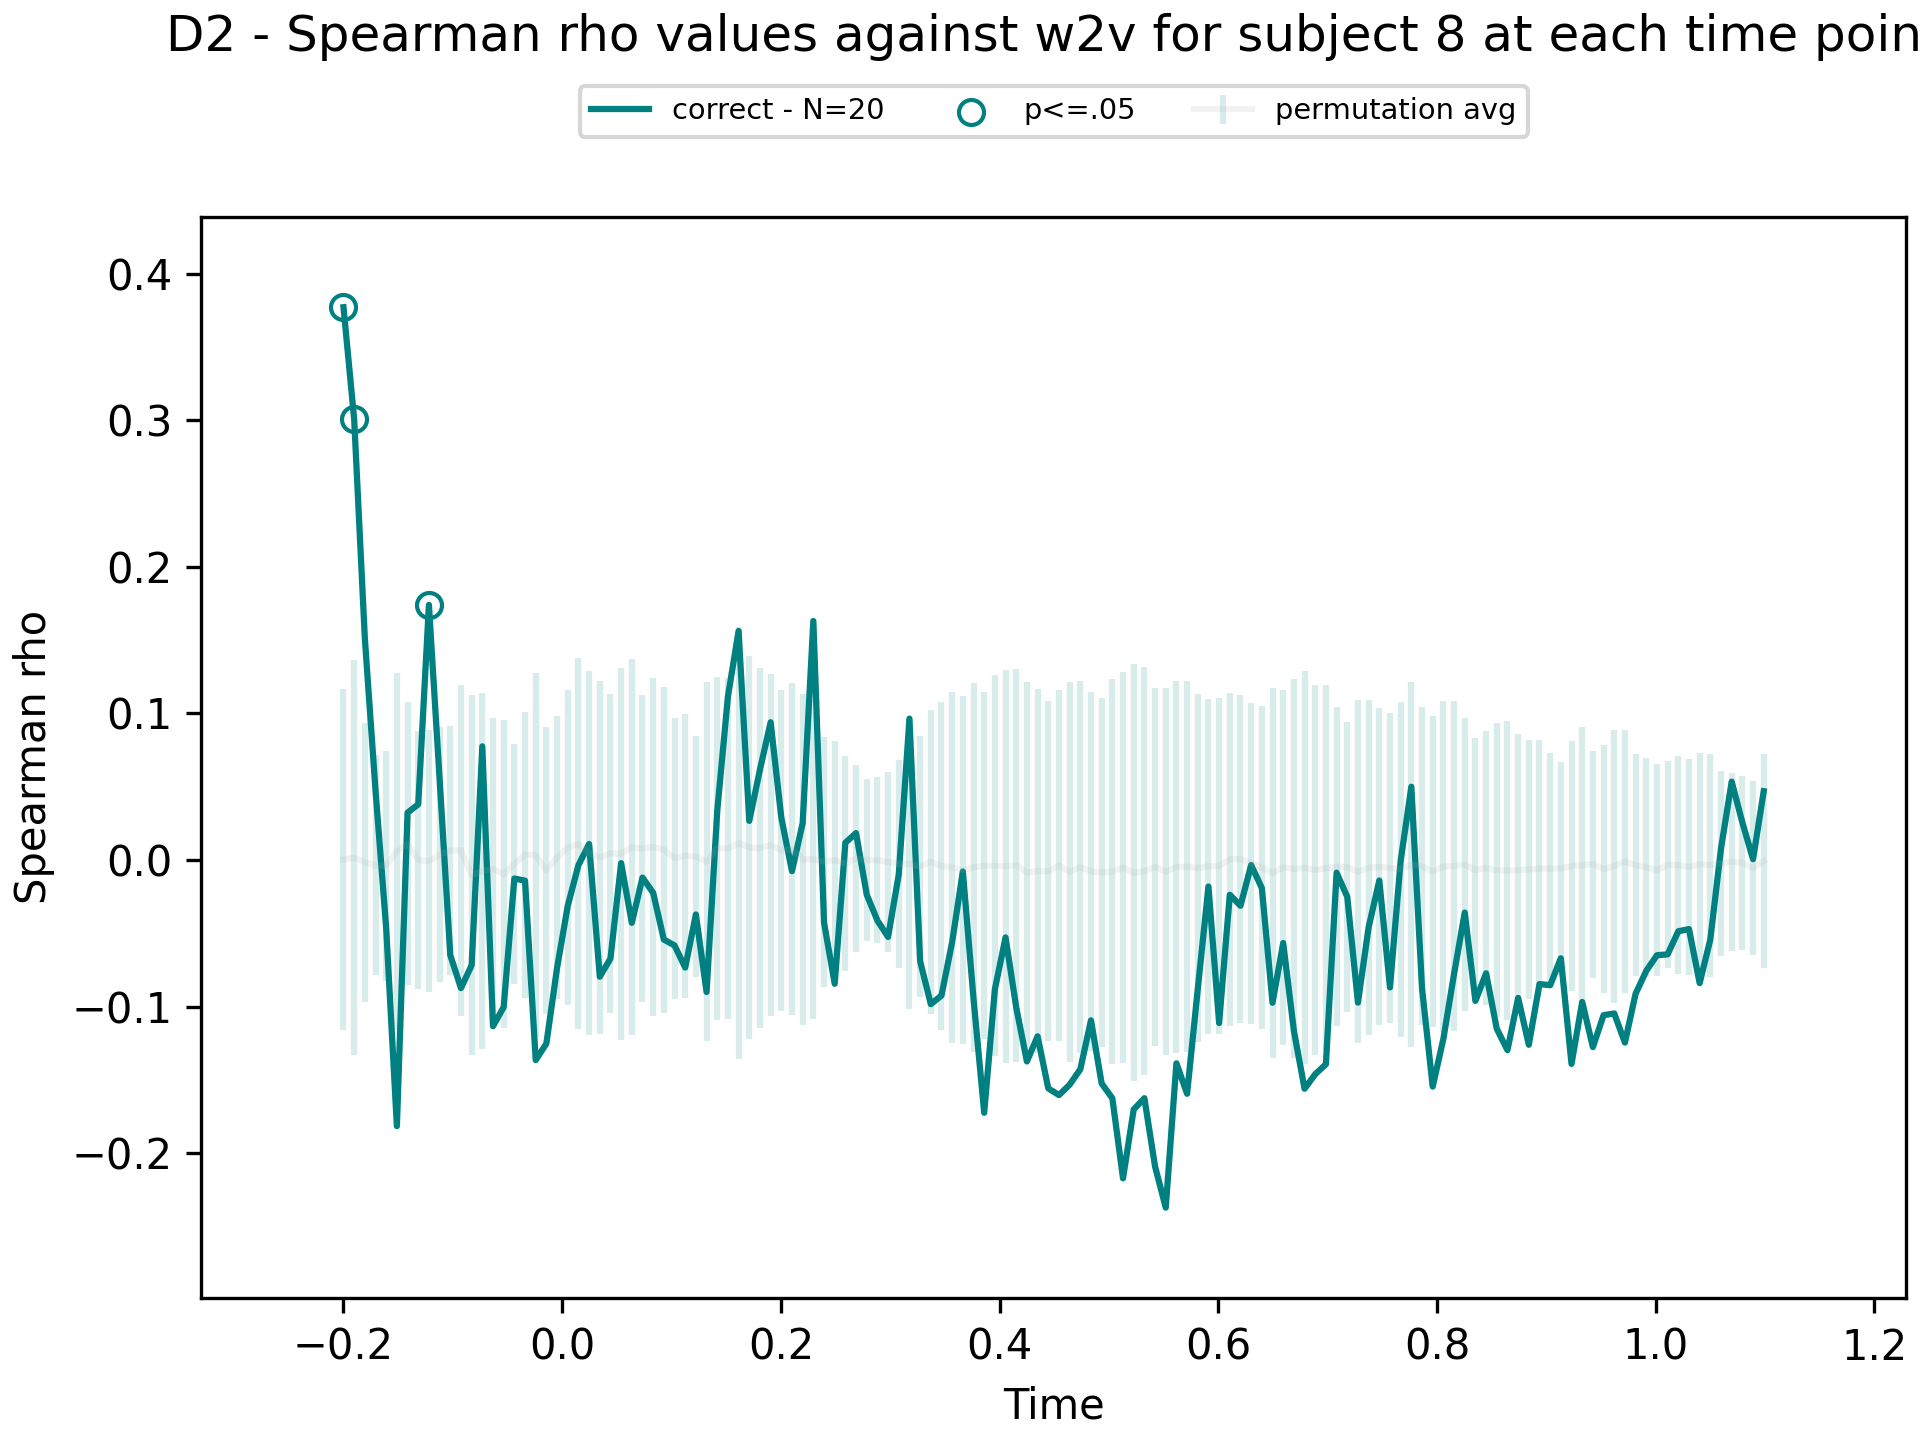 D2 - Spearman rho values against w2v for subject 8 at each time poin
correct - N=20 p<=.05 permutation avg
0.4
0.3
0.2
0.1
0.0
−0.1
−0.2
Spearman rho
−0.2 0.0 0.2 0.4 0.6 0.8 1.0 1.2
Time